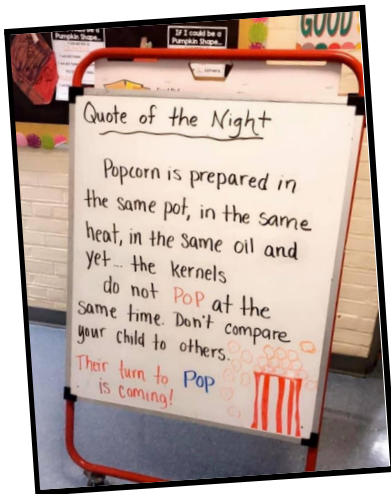 If I could be a
Pumpkin Shape...
GOOD
Quote of the Night
Popcorn is prepared in
the same pot, in the same
heat, in the same oil and
yet... the kernels
do not POP at the
same time. Don't compare
your child to others.
Their turn to POP
is coming!